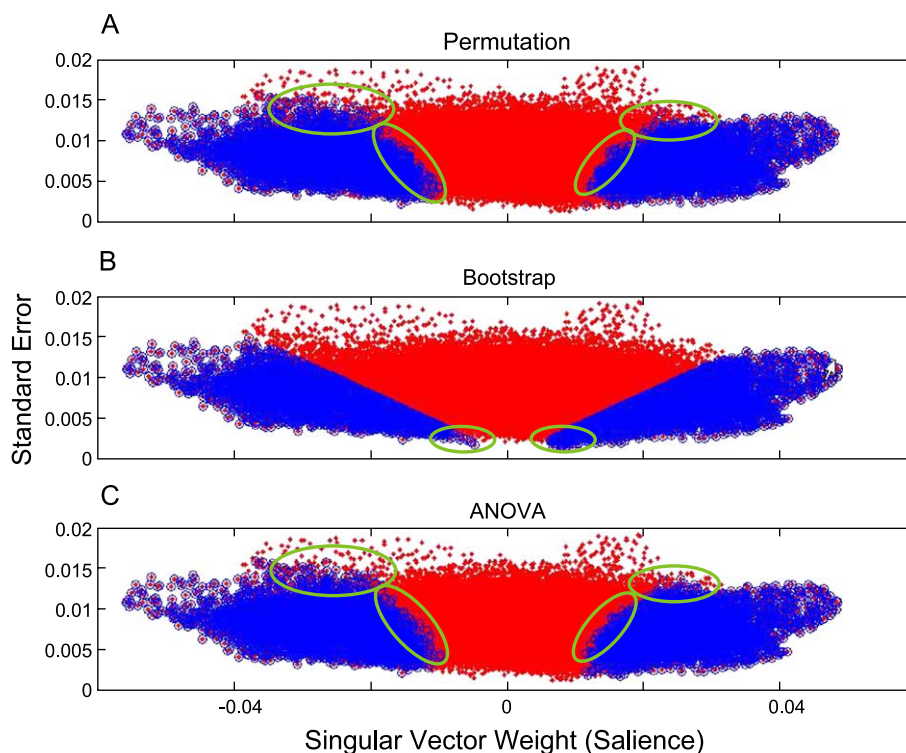 A
Permutation
0.02
0.015
0.01
0.005
0
B
Bootstrap
0.02
0.015
0.01
0.005
0
Standard Error
C
ANOVA
0.02
0.015
0.01
0.005
0
-0.04
0
0.04
Singular Vector Weight (Salience)